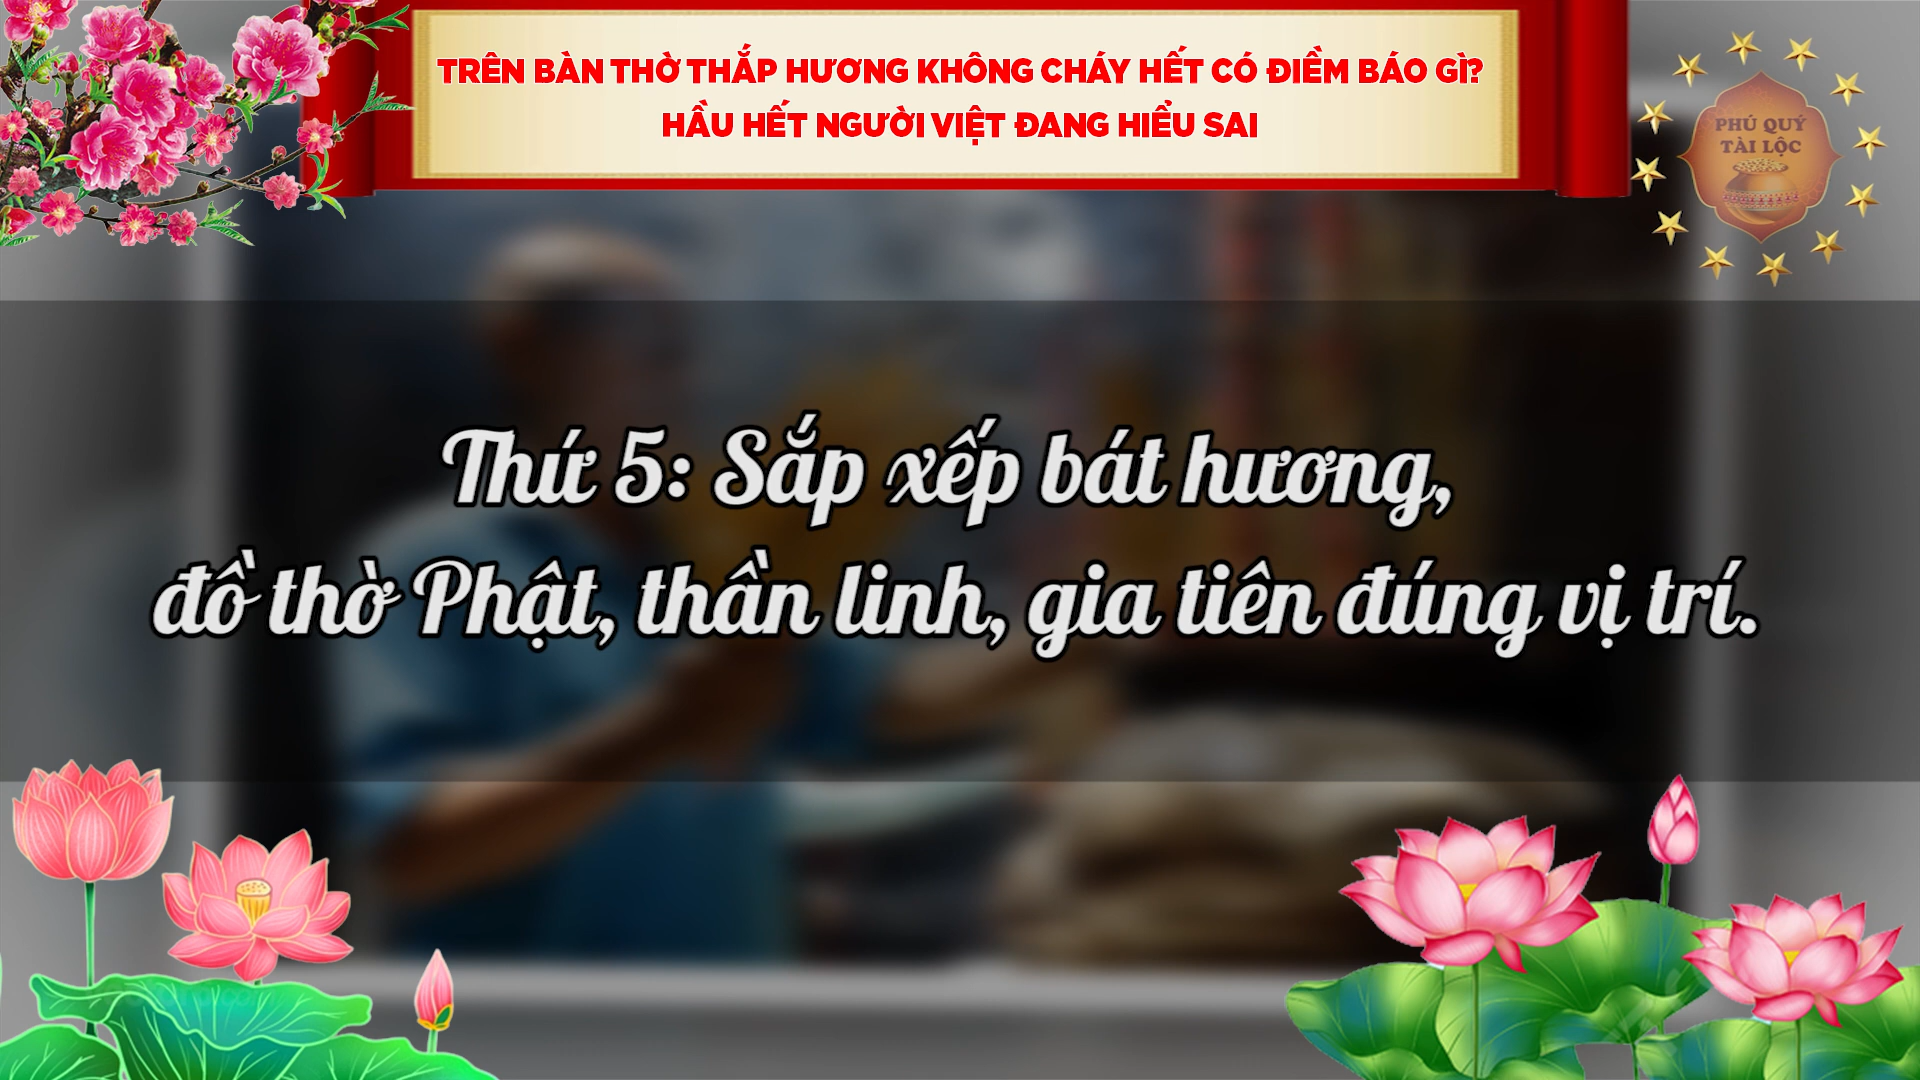 TRÊN BÀN THỜ THẮP HƯƠNG KHÔNG CHÁY HẾT CÓ ĐIỀM BÁO GÌ?
HẦU HẾT NGƯỜI VIỆT ĐANG HIỂU SAI
PHÚ QUÝ
TÀI LỘC
Thứ 5: Sắp xếp bát hương,
đồ thờ Phật, thần linh, gia tiên đúng vị trí.